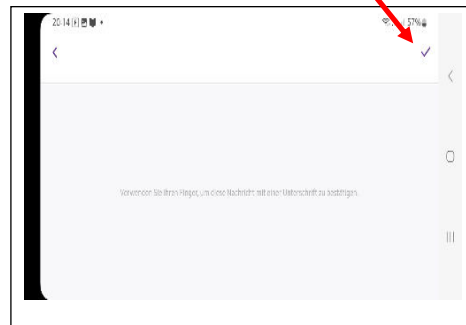 20:14
57%
Verwenden Sie Ihren Finger, um diese Nachricht mit einer Unterschrift zu bestätigen.